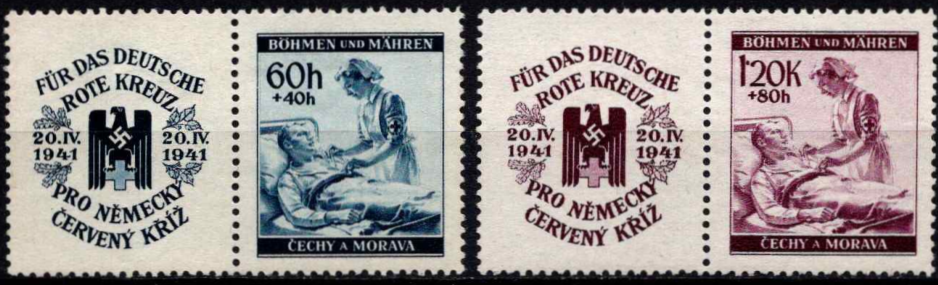 FÜR DAS DEUTSCHE
ROTE KREUZ
20.IV. 20.IV.
1941 1941
PRO NĚMECKÝ
ČERVENÝ KŘÍŽ
BÖHMEN UND MÄHREN
60h
+40h
ČECHY A MORAVA
FÜR DAS DEUTSCHE
ROTE KREUZ
20.IV. 20.IV.
1941 1941
PRO NĚMECKÝ
ČERVENÝ KŘÍŽ
BÖHMEN UND MÄHREN
1'20K
+80h
ČECHY A MORAVA